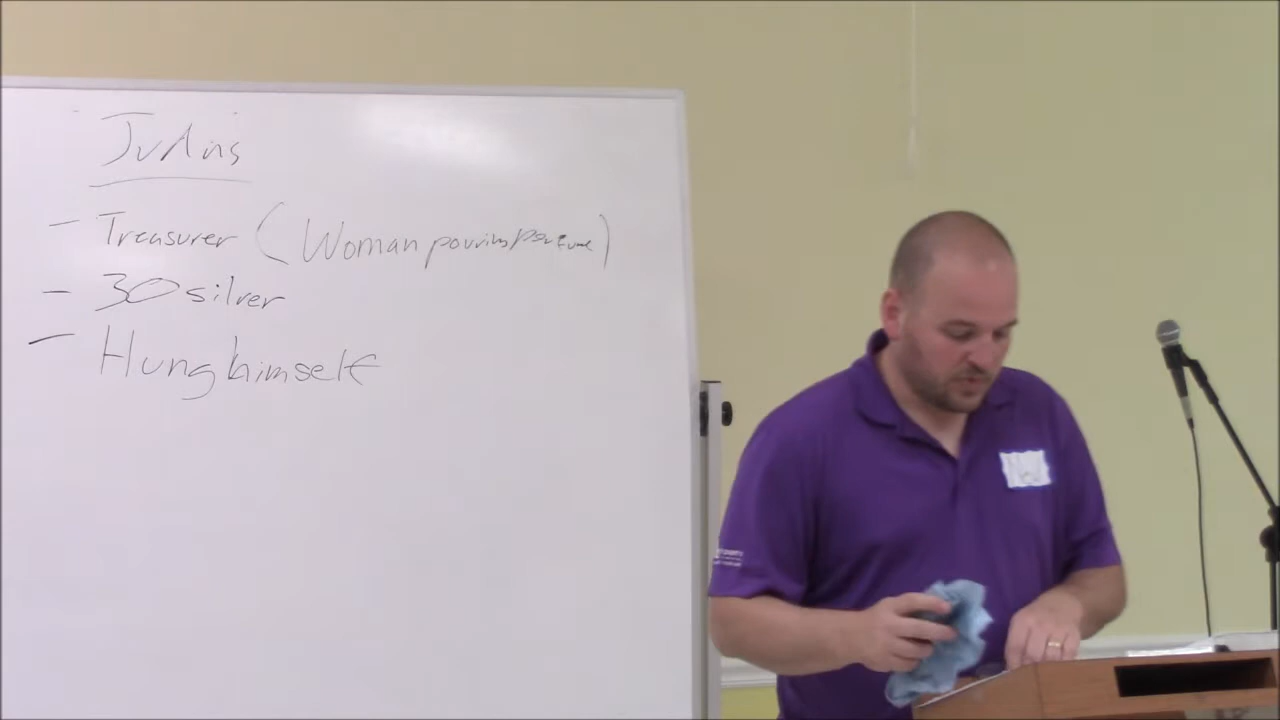 Judas
- Treasurer (Woman pouring perfume)
- 30 silver
- Hung himself